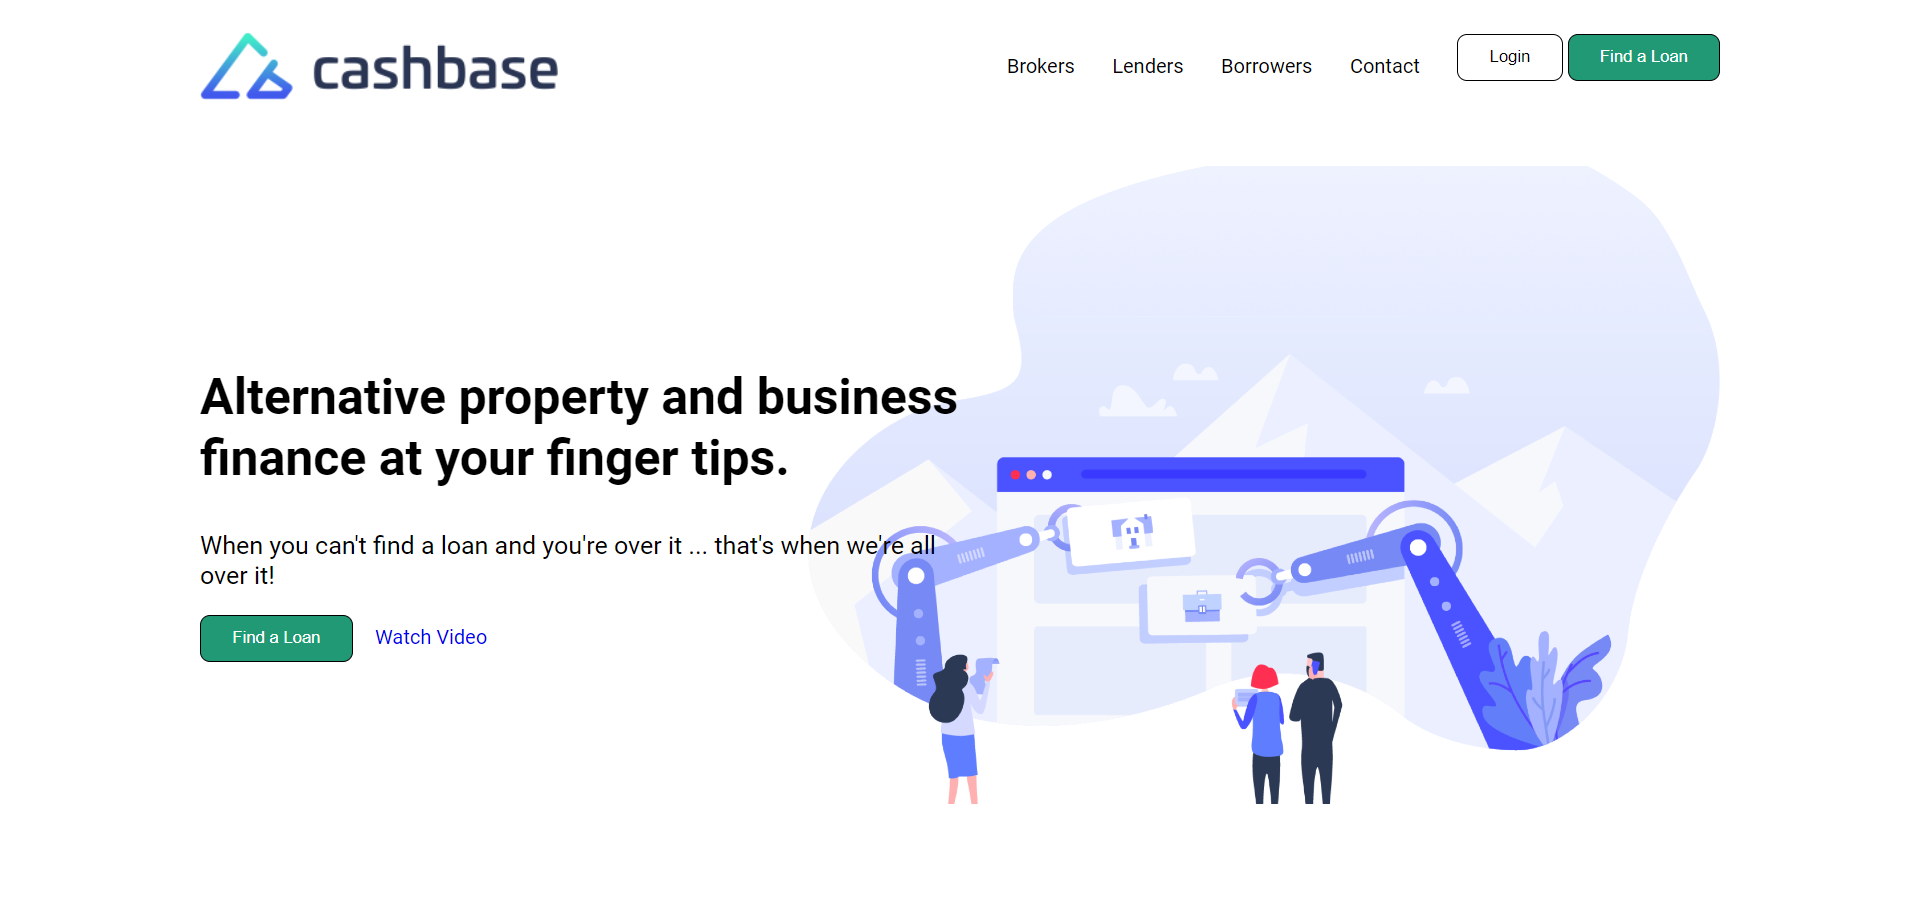 cashbase
Brokers
Lenders
Borrowers
Contact
Login
Find a Loan
Alternative property and business
finance at your finger tips.
When you can't find a loan and you're over it ... that's when we're all
over it!
Find a Loan
Watch Video